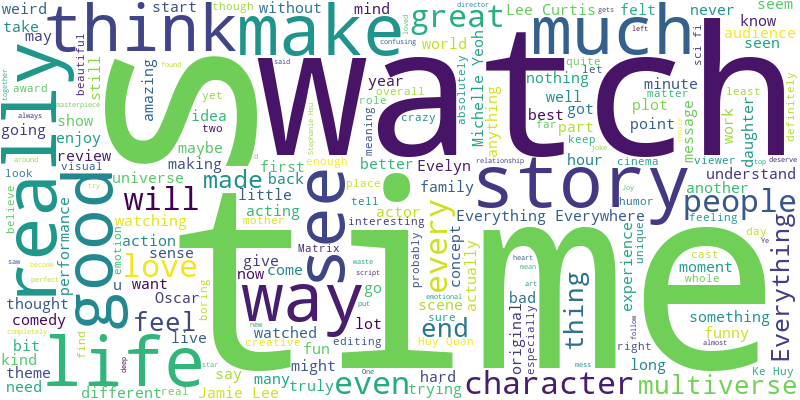 weird
think
make
great
Lee Curtis
felt
never
seem
take
start
though
without
mind
loved
director
gets
left
much
know
may
confusing
world
out
audience
beautiful
year
said
quite
let
seen
really
s
watch
Michelle Yeoh
absolutely
nothing
sci fi
minute
matter
least
definitely
together
still
amazing
found
overall
anything
well
got
plot
message
work
daughter
award
masterpiece
yet
role
crazy
best
part
show
idea
two
meaning
far
keep
point
joke
always
going
enjoy
maybe
Stephanie Hsu
hour
cinema
viewer
deserve
around
review
making
first
enough
better
Evelyn
relationship
top
look
visual
universe
back
place
family
story
another
understand
good
try
will
made
little
tell
see
Joy
humor
people
believe
performance
emotion
watching
acting
actor
interesting
every
Everything Everywhere
feeling
action
mother
concept
experience
unique
day
Ye
saw
become
sense
Matrix
probably
actually
thing
cast
Everything
perfect
love
want
give
waste
heart
moment
now
come
script
mean
whole
thought
u
Oscar
boring
way
go
emotional
art
scene
bad
original
especially
something
comedy
feel
put
sure
end
follow
funny
completely
live
watched
lot
new
Huy Quan
mess
right
almost
bit
find
creative
editing
kind
life
deep
star
fun
One
hard
long
theme
say
might
even
character
Ke Huy
need
different
real
many
truly
trying
multiverse
Jamie Lee
time